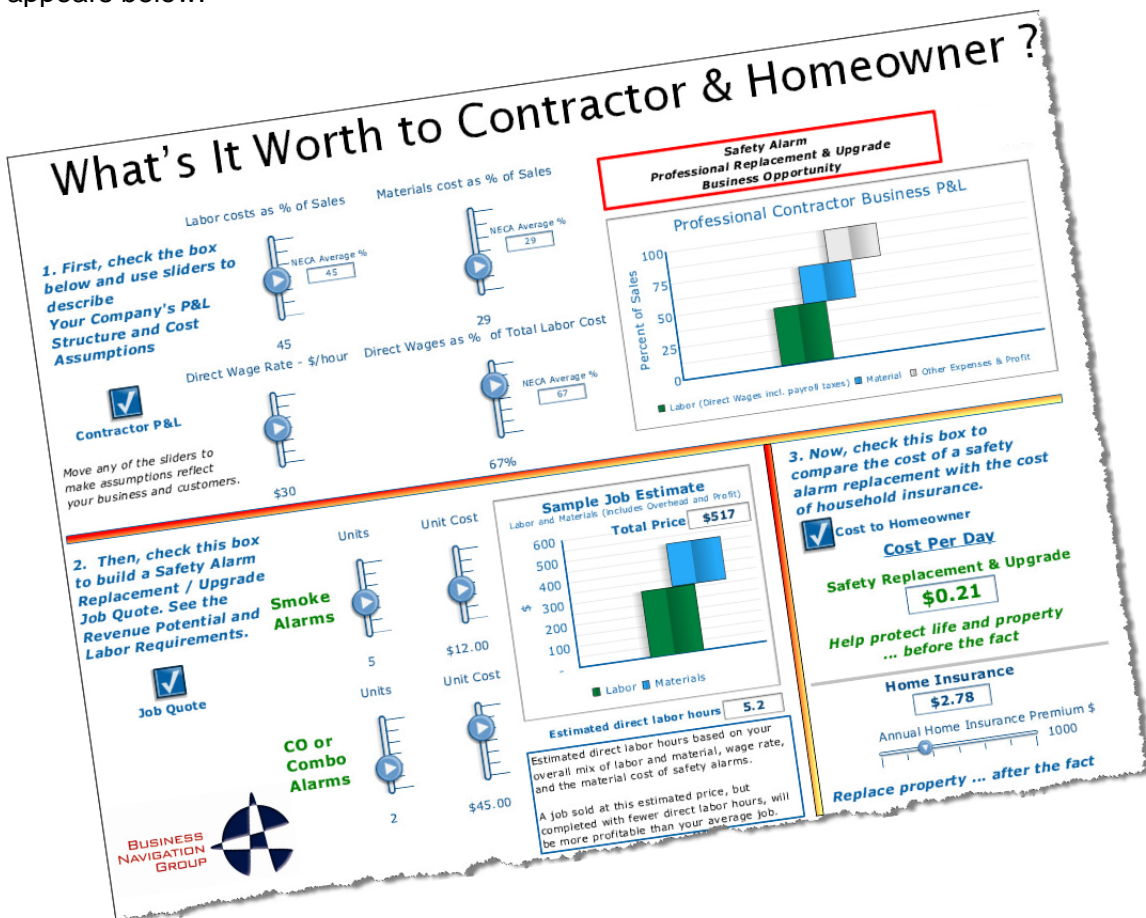 appears below.
What's It Worth to Contractor & Homeowner ?
Safety Alarm
Professional Replacement & Upgrade
Business Opportunity
1. First, check the box
below and use sliders to
describe
Your Company's P&L
Structure and Cost
Assumptions
Contractor P&L
Move any of the sliders to
make assumptions reflect
your business and customers.
Labor costs as % of Sales
NECA Average %
45
45
Materials cost as % of Sales
NECA Average %
29
29
Direct Wage Rate - $/hour
$30
Direct Wages as % of Total Labor Cost
NECA Average %
67
67%
Professional Contractor Business P&L
Percent of Sales
100
75
50
25
0
Labor (Direct Wages incl. payroll taxes) Material Other Expenses & Profit
2. Then, check this box
to build a Safety Alarm
Replacement / Upgrade
Job Quote. See the
Revenue Potential and
Labor Requirements.
Job Quote
Smoke
Alarms
Units
5
Unit Cost
$12.00
CO or
Combo
Alarms
Units
2
Unit Cost
$45.00
Sample Job Estimate
Labor and Materials (includes Overhead and Profit)
Total Price $517
$
600
500
400
300
200
100
-
Labor Materials
Estimated direct labor hours 5.2
Estimated direct labor hours based on your
overall mix of labor and material, wage rate,
and the material cost of safety alarms.
A job sold at this estimated price, but
completed with fewer direct labor hours, will
be more profitable than your average job.
3. Now, check this box to
compare the cost of a safety
alarm replacement with the cost
of household insurance.
Cost to Homeowner
Cost Per Day
Safety Replacement & Upgrade
$0.21
Help protect life and property
... before the fact
Home Insurance
$2.78
Annual Home Insurance Premium $
1000
Replace property ... after the fact
BUSINESS
NAVIGATION
GROUP